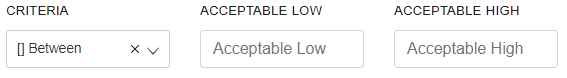 CRITERIA ACCEPTABLE LOW ACCEPTABLE HIGH
[] Between Acceptable Low Acceptable High